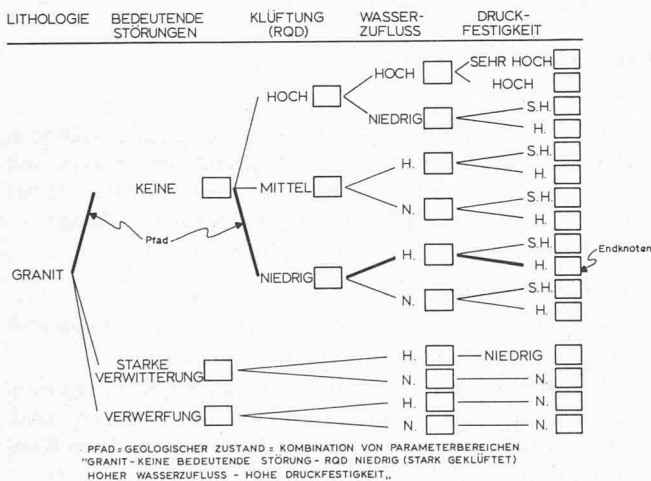 LITHOLOGIE BEDEUTENDE STÖRUNGEN KLÜFTUNG (RQD) WASSER-ZUFLUSS DRUCK-FESTIGKEIT
SEHR HOCH
HOCH
HOCH
HOCH
S.H.
NIEDRIG
H.
S.H.
H.
H.
KEINE
MITTEL
S.H.
N.
H.
Pfad
S.H.
H.
Endknoten
H.
GRANIT
NIEDRIG
S.H.
N.
H.
STARKE VERWITTERUNG
H.
NIEDRIG
N.
N.
VERWERFUNG
H.
N.
N.
N.
PFAD = GEOLOGISCHER ZUSTAND = KOMBINATION VON PARAMETERBEREICHEN
"GRANIT – KEINE BEDEUTENDE STÖRUNG – RQD NIEDRIG (STARK GEKLÜFTET)
HOHER WASSERZUFLUSS – HOHE DRUCKFESTIGKEIT„